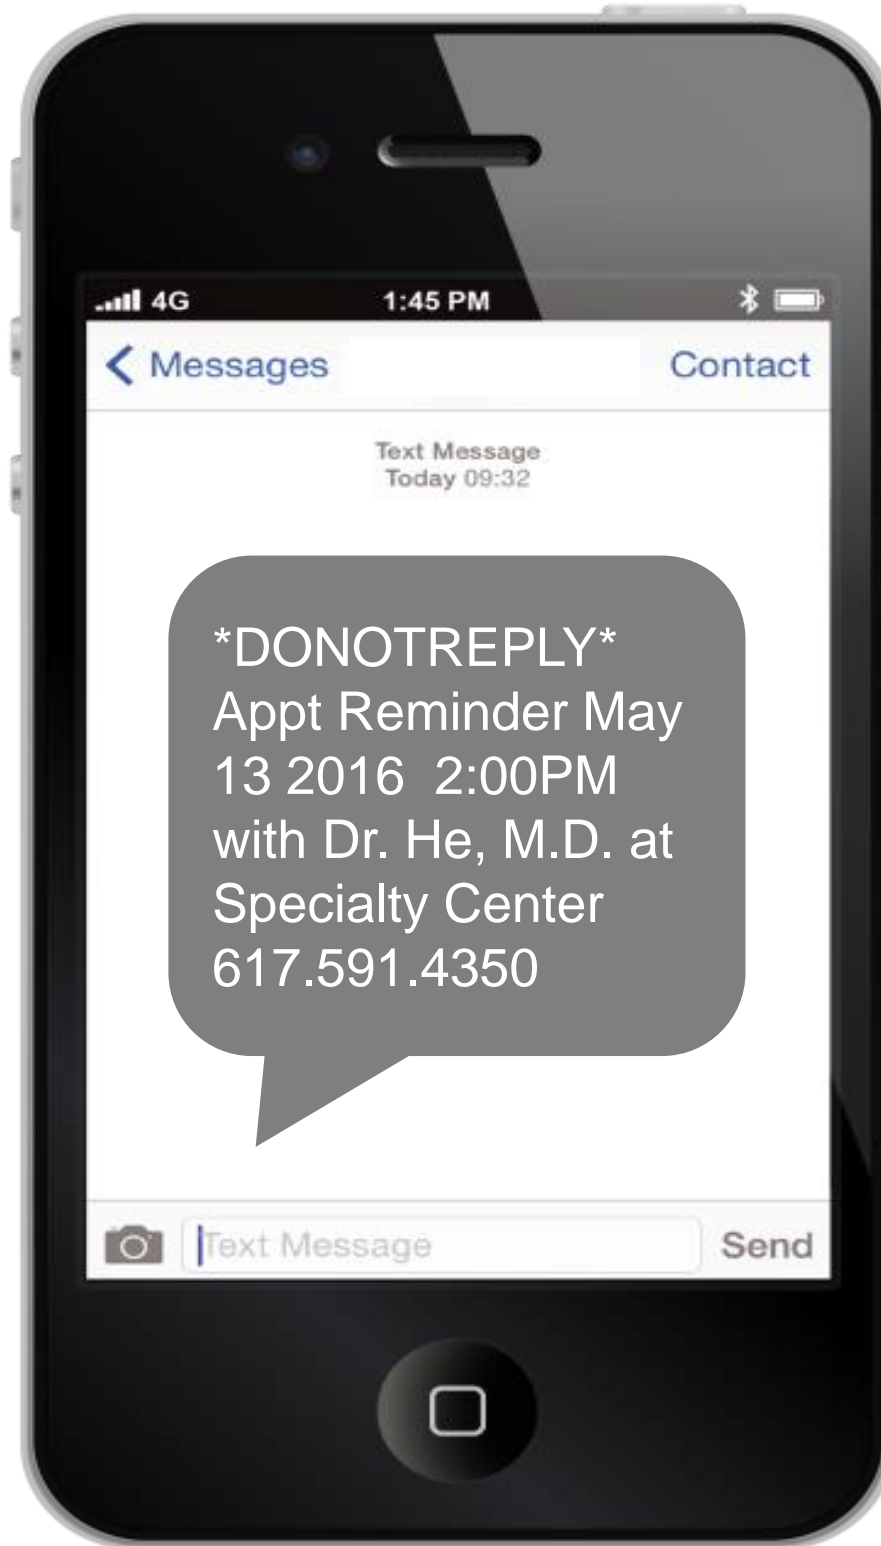 4G 1:45 PM
Messages Contact
Text Message
Today 09:32
*DONOTREPLY*
Appt Reminder May
13 2016  2:00PM
with Dr. He, M.D. at
Specialty Center
617.591.4350
Text Message Send